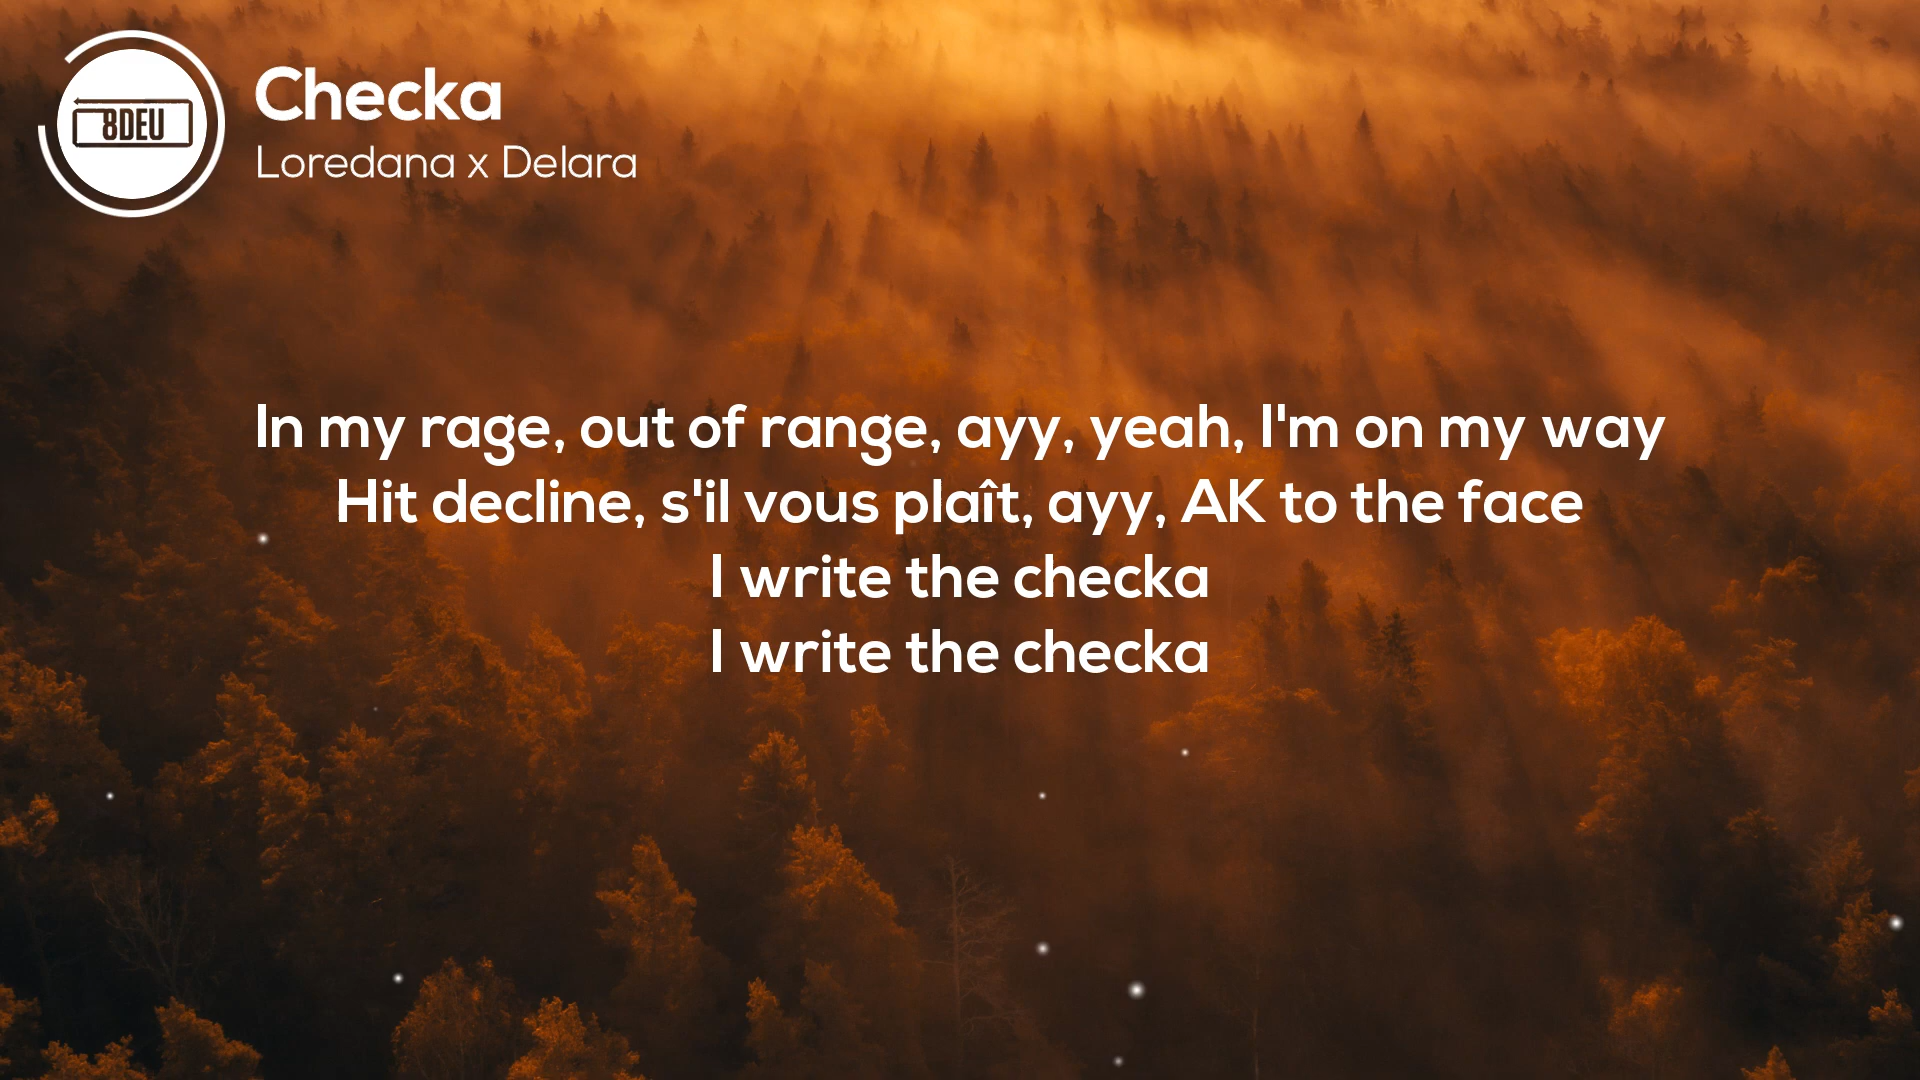 8DEU
Checka
Loredana x Delara
In my rage, out of range, ayy, yeah, I'm on my way
Hit decline, s'il vous plaît, ayy, AK to the face
I write the checka
I write the checka